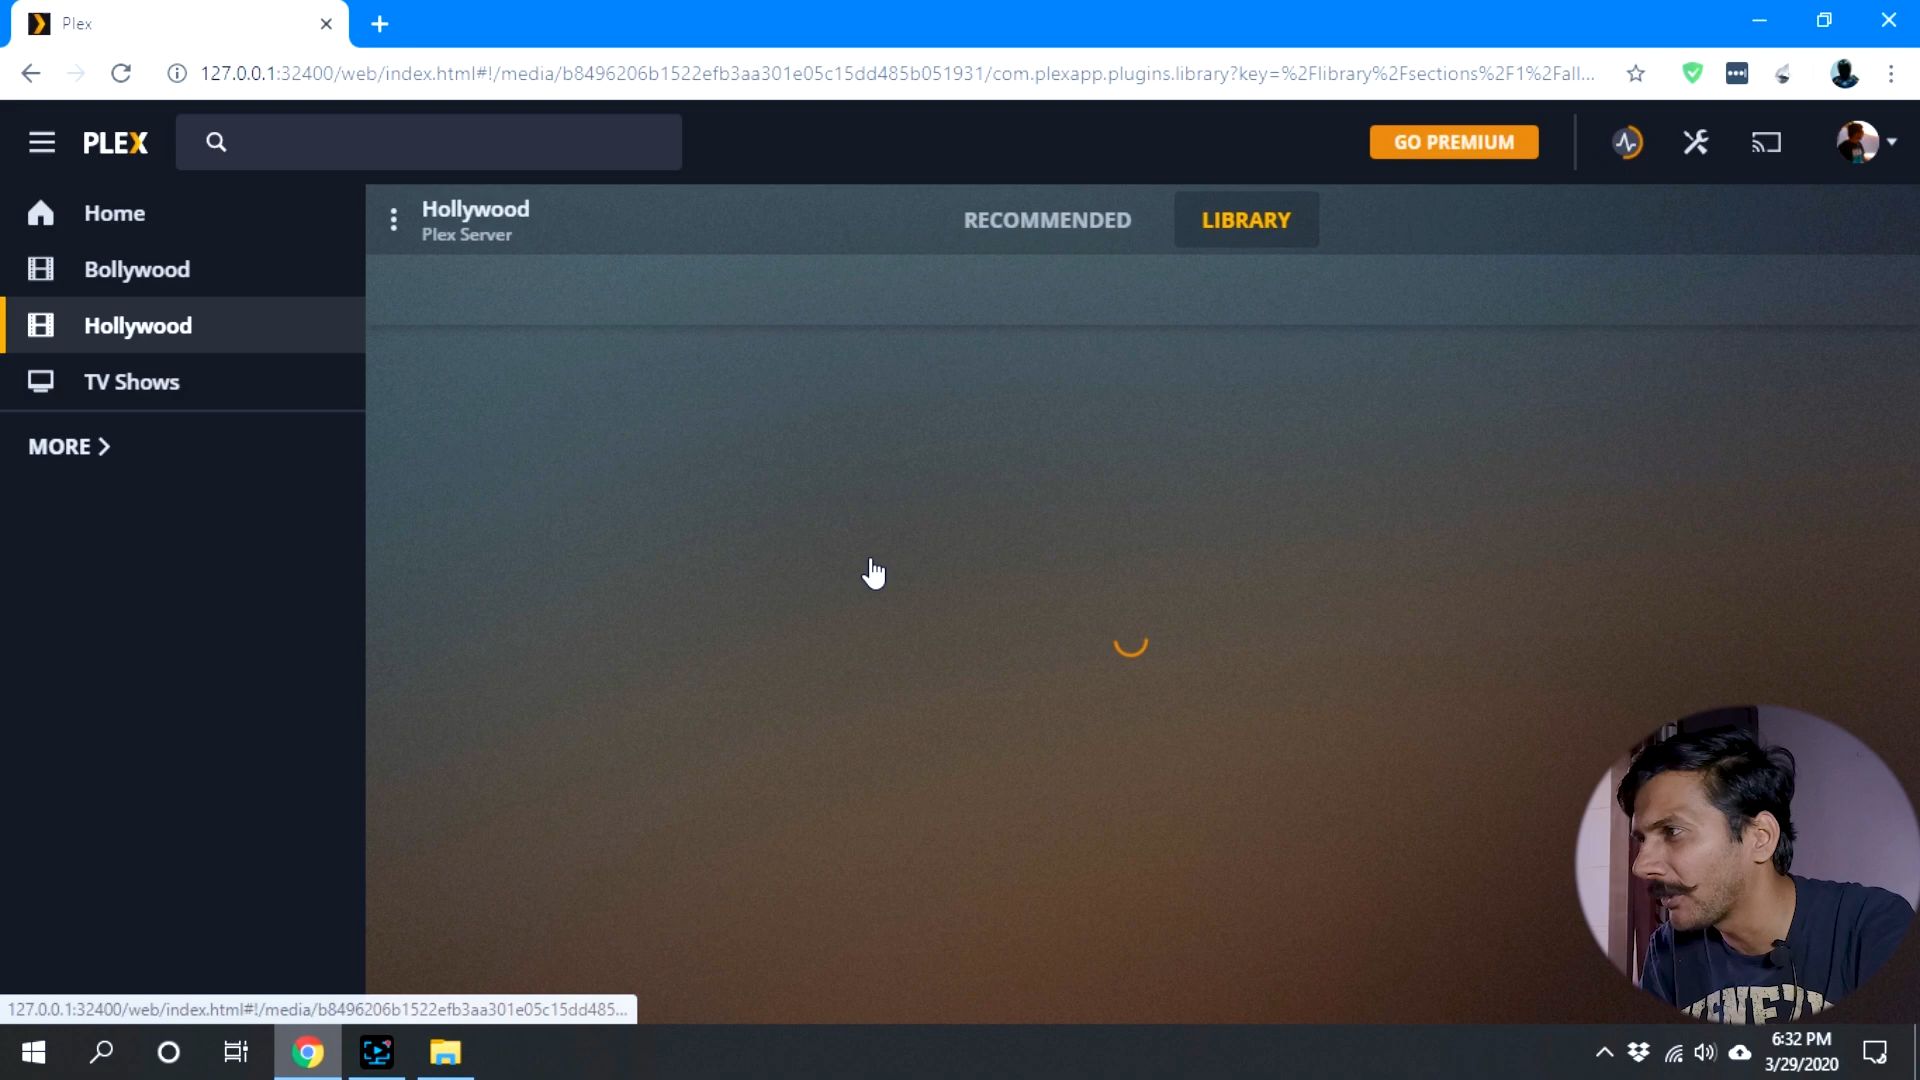 Plex
127.0.0.1:32400/web/index.html#!/media/b8496206b1522efb3aa301e05c15dd485b051931/com.plexapp.plugins.library?key=%2Flibrary%2Fsections%2F1%2Fall...
PLEX
GO PREMIUM
Home
Bollywood
Hollywood
TV Shows
MORE
Hollywood
Plex Server
RECOMMENDED
LIBRARY
127.0.0.1:32400/web/index.html#!/media/b8496206b1522efb3aa301e05c15dd485...
6:32 PM
3/29/2020